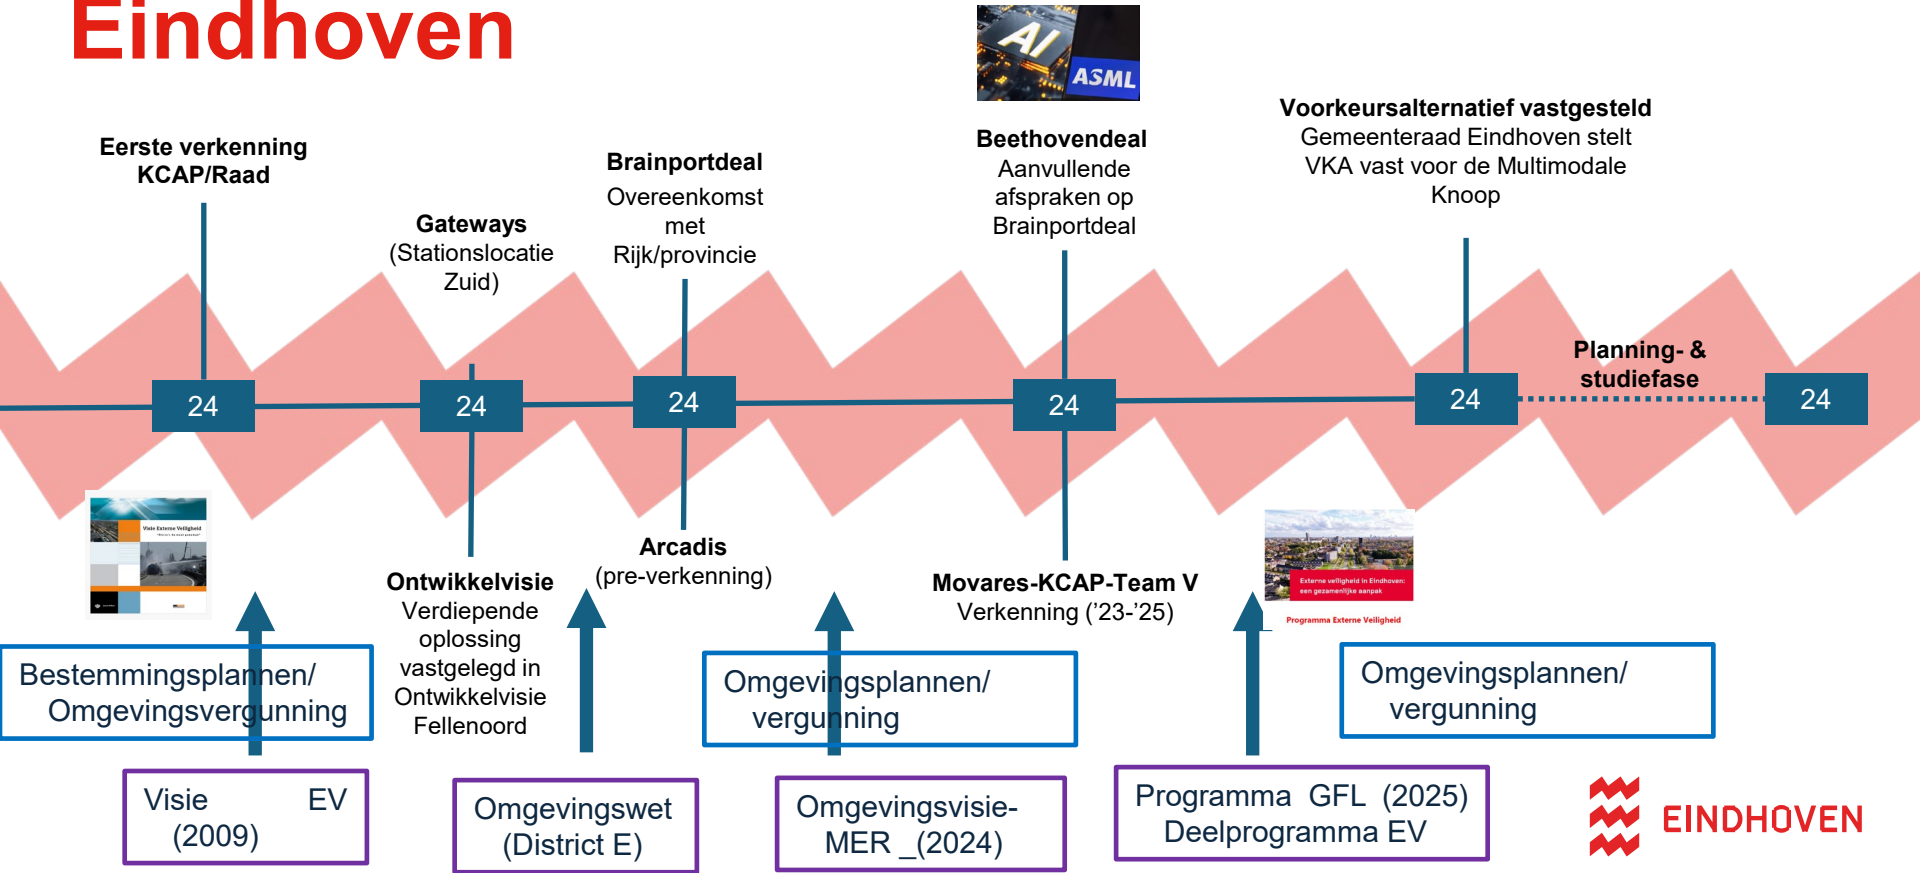 Eindhoven
AI
ASML
Eerste verkenning
KCAP/Raad
Gateways
(Stationslocatie
Zuid)
Brainportdeal
Overeenkomst
met
Rijk/provincie
Beethovendeal
Aanvullende
afspraken op
Brainportdeal
Voorkeursalternatief vastgesteld
Gemeenteraad Eindhoven stelt
VKA vast voor de Multimodale
Knoop
Planning- &
studiefase
24
24
24
24
24
24
Visie Externe Veiligheid
Ontwikkelvisie
Verdiepende
oplossing
vastgelegd in
Ontwikkelvisie
Fellenoord
Arcadis
(pre-verkenning)
Movares-KCAP-Team V
Verkenning ('23-'25)
Externe veiligheid in Eindhoven:
een gezamenlijke aanpak
Programma Externe Veiligheid
Bestemmingsplannen/
Omgevingsvergunning
Omgevingsplannen/
vergunning
Omgevingsplannen/
vergunning
Visie EV
(2009)
Omgevingswet
(District E)
Omgevingsvisie-
MER _(2024)
Programma GFL (2025)
Deelprogramma EV
EINDHOVEN